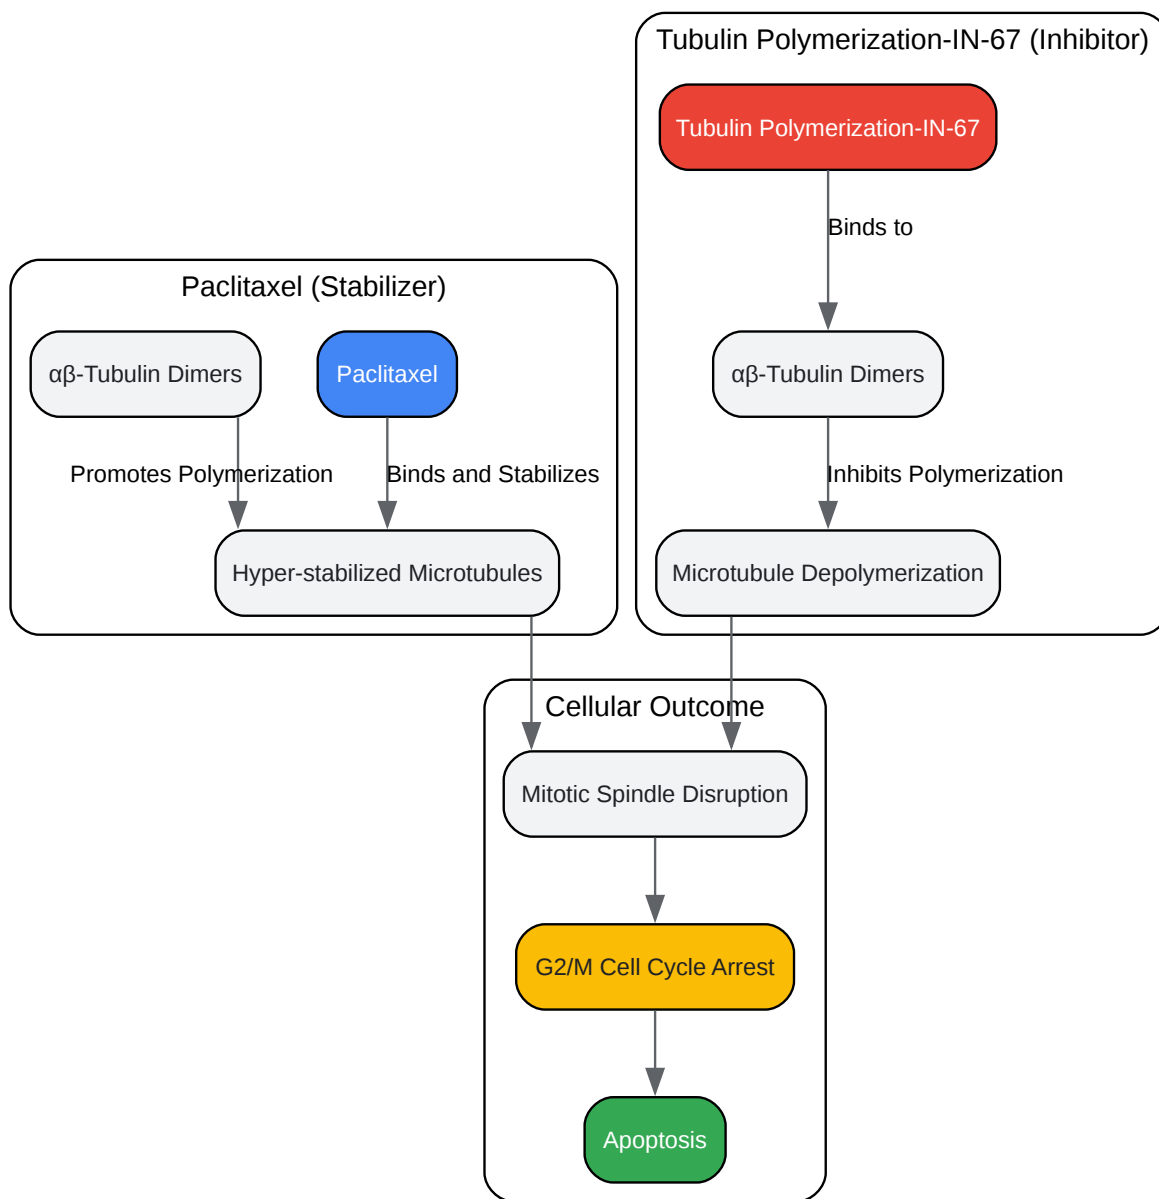 Tubulin Polymerization-IN-67 (Inhibitor)
Tubulin Polymerization-IN-67
Binds to
Paclitaxel (Stabilizer)
αβ-Tubulin Dimers
Paclitaxel
αβ-Tubulin Dimers
Promotes Polymerization
Binds and Stabilizes
Inhibits Polymerization
Hyper-stabilized Microtubules
Microtubule Depolymerization
Cellular Outcome
Mitotic Spindle Disruption
G2/M Cell Cycle Arrest
Apoptosis